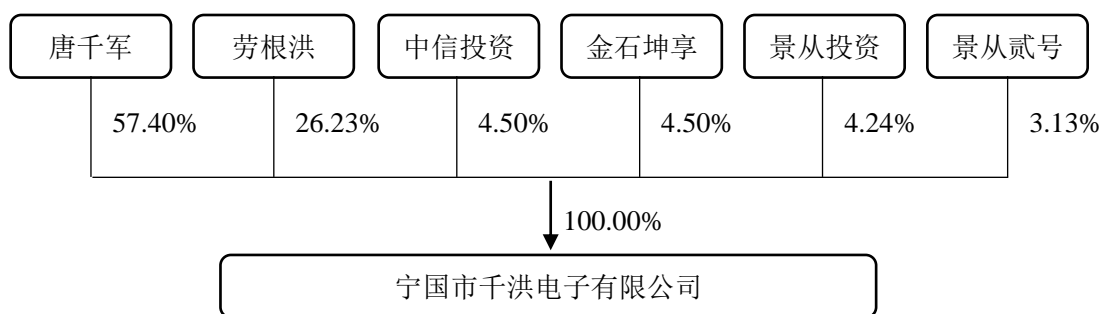 唐千军 劳根洪 中信投资 金石坤享 景从投资 景从贰号
57.40% 26.23% 4.50% 4.50% 4.24% 3.13%
100.00%
宁国市千洪电子有限公司